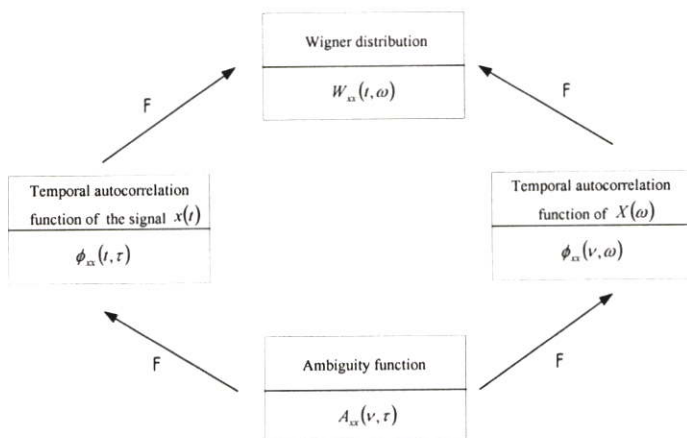 Wigner distribution
W_xx(t,ω)
F
F
Temporal autocorrelation
function of the signal x(t)
ϕ_xx(t,τ)
Temporal autocorrelation
function of X(ω)
ϕ_xx(ν,ω)
F
F
Ambiguity function
A_xx(ν,τ)